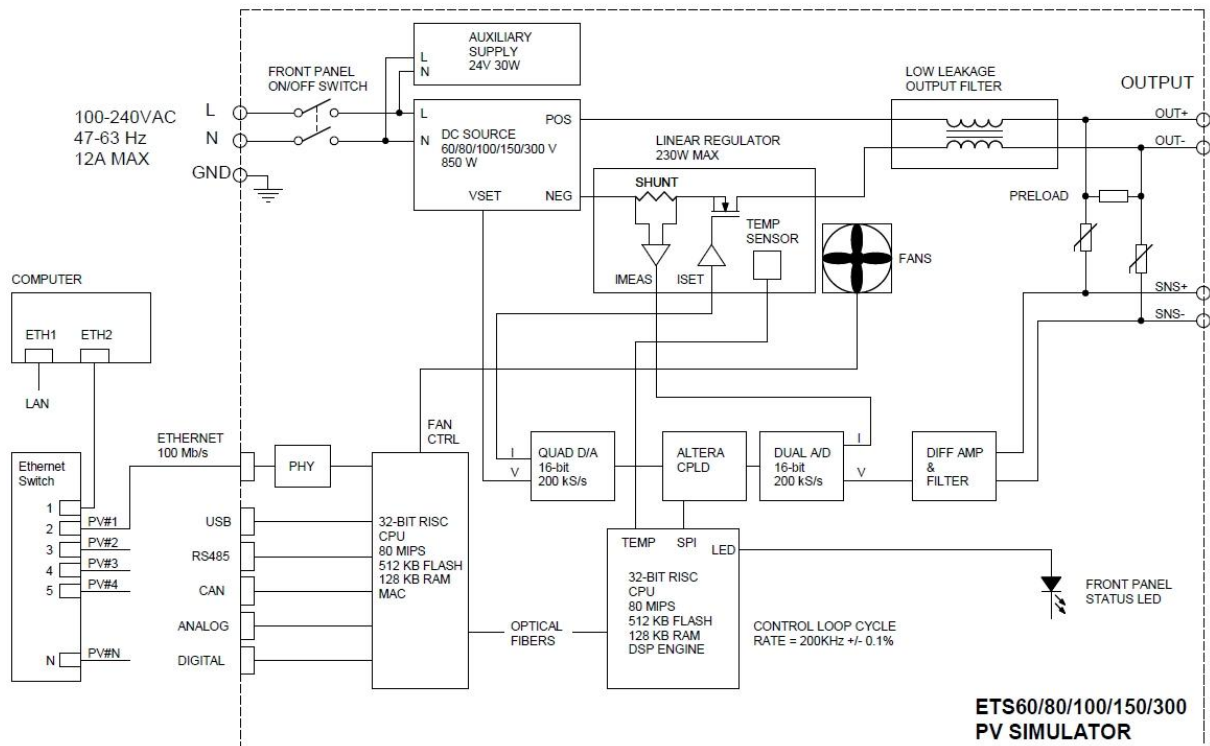 AUXILIARY
SUPPLY
24V 30W
L
N
FRONT PANEL
ON/OFF SWITCH
100-240VAC
47-63 Hz
12A MAX
L
N
GND
L
N
DC SOURCE
60/80/100/150/300 V
850 W
POS
VSET
NEG
LINEAR REGULATOR
230W MAX
SHUNT
TEMP
SENSOR
IMEAS
ISET
LOW LEAKAGE
OUTPUT FILTER
OUTPUT
OUT+
OUT-
PRELOAD
FANS
SNS+
SNS-
COMPUTER
ETH1
ETH2
LAN
ETHERNET
100 Mb/s
Ethernet
Switch
1
2
3
4
5
N
PV#1
PV#2
PV#3
PV#4
PV#N
PHY
USB
RS485
CAN
ANALOG
DIGITAL
FAN
CTRL
32-BIT RISC
CPU
80 MIPS
512 KB FLASH
128 KB RAM
MAC
OPTICAL
FIBERS
I
V
QUAD D/A
16-bit
200 kS/s
ALTERA
CPLD
DUAL A/D
16-bit
200 kS/s
I
V
DIFF AMP
&
FILTER
TEMP
SPI
LED
32-BIT RISC
CPU
80 MIPS
512 KB FLASH
128 KB RAM
DSP ENGINE
CONTROL LOOP CYCLE
RATE = 200KHz +/- 0.1%
FRONT PANEL
STATUS LED
ETS60/80/100/150/300
PV SIMULATOR